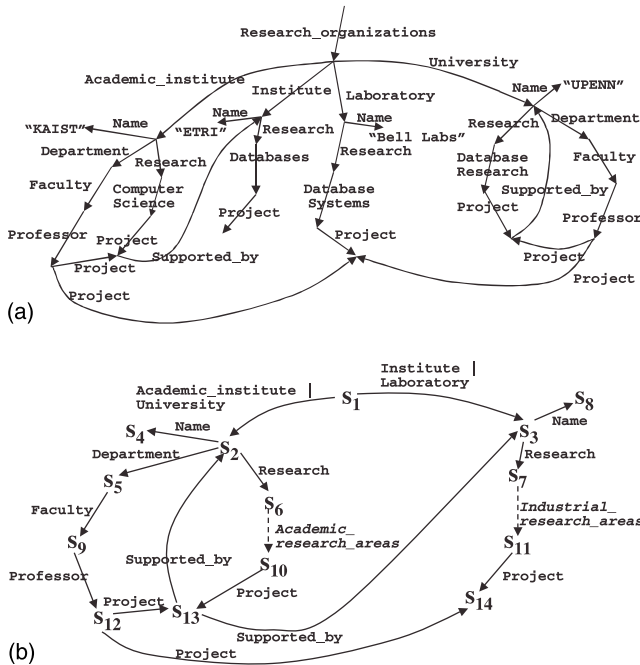 Research_organizations
University
Academic_institute
Institute
Laboratory
Name
"UPENN"
Name
"KAIST"
Name
"ETRI"
Name
"Bell Labs"
Research
Department
Department
Research
Research
Research
Databases
Database
Research
Faculty
Faculty
Computer
Science
Database
Systems
Supported_by
Project
Project
Professor
Professor
Project
Project
Supported_by
Project
Project
Project
Project
(a)
Institute |
Laboratory
Academic_institute |
University
S1
S8
Name
S4
Name
S3
S2
Department
Research
Research
S5
S6
S7
Faculty
Academic_
research_areas
Industrial_
research_areas
S9
S11
Supported_by
S10
Professor
Project
Project
Project
S12
S13
S14
Supported_by
Project
(b)